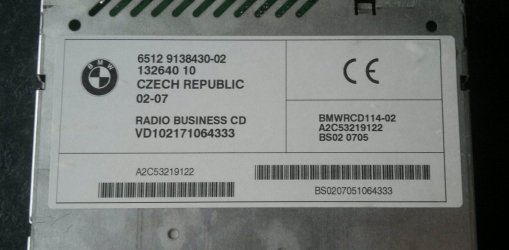 BMW
6512 9138430-02
132640 10
CZECH REPUBLIC
02-07
RADIO BUSINESS CD
VD102171064333
CE
BMWRCD114-02
A2C53219122
BS02 0705
A2C53219122
BS0207051064333